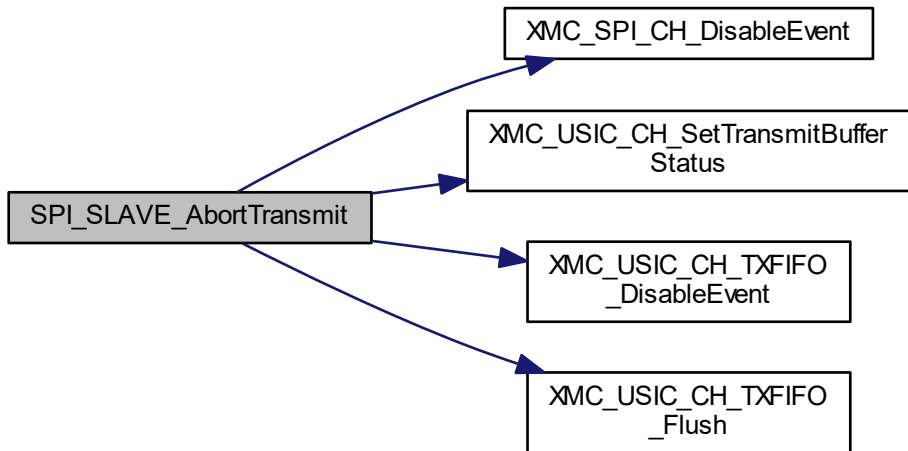 XMC_SPI_CH_DisableEvent
XMC_USIC_CH_SetTransmitBuffer
Status
SPI_SLAVE_AbortTransmit
XMC_USIC_CH_TXFIFO
_DisableEvent
XMC_USIC_CH_TXFIFO
_Flush